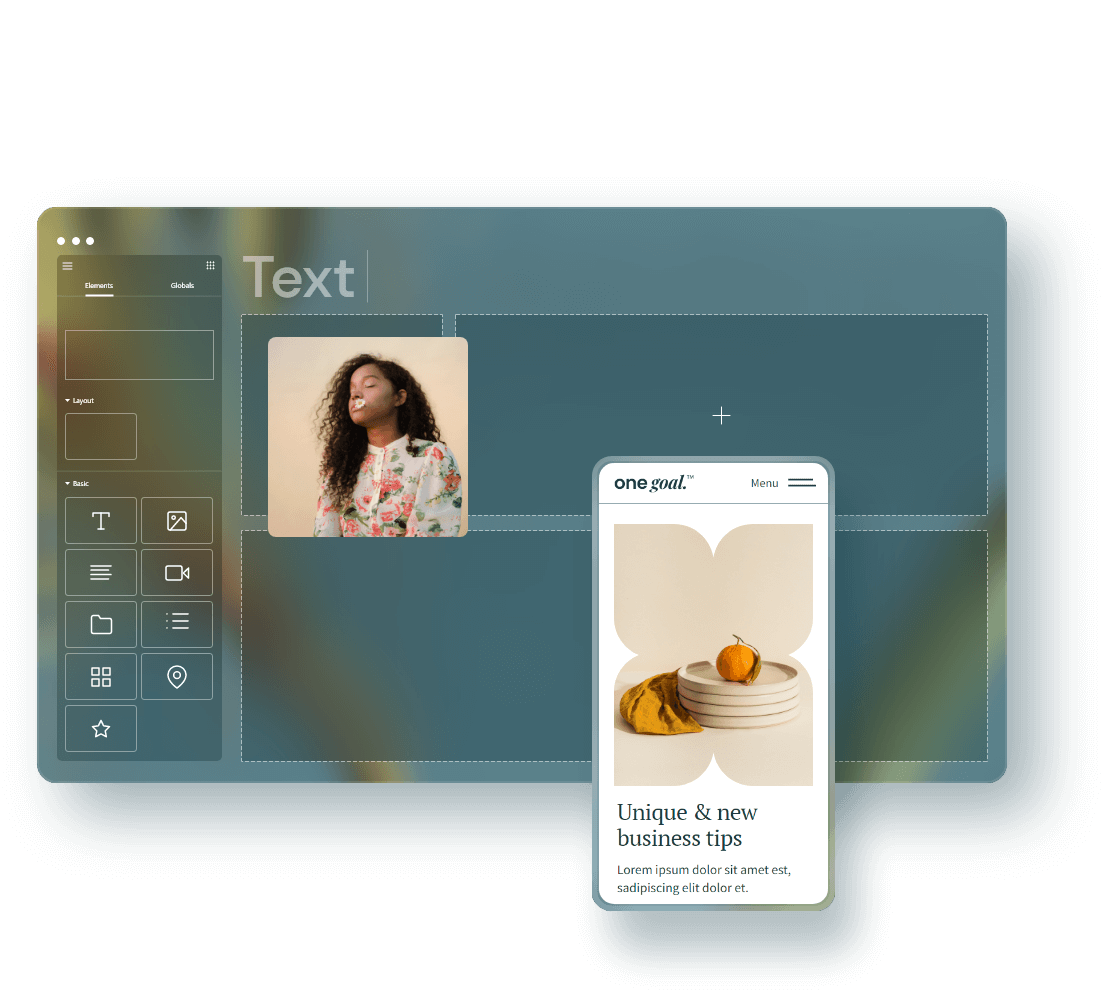 Elements
Globals
Layout
Basic
Text
one goal.™
Menu
Unique & new
business tips
Lorem ipsum dolor sit amet est,
sadipiscing elit dolor et.